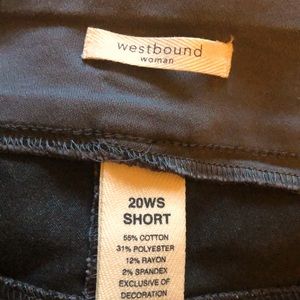 westbound
woman
20WS
SHORT
55% COTTON
31% POLYESTER
12% RAYON
2% SPANDEX
EXCLUSIVE OF
DECORATION